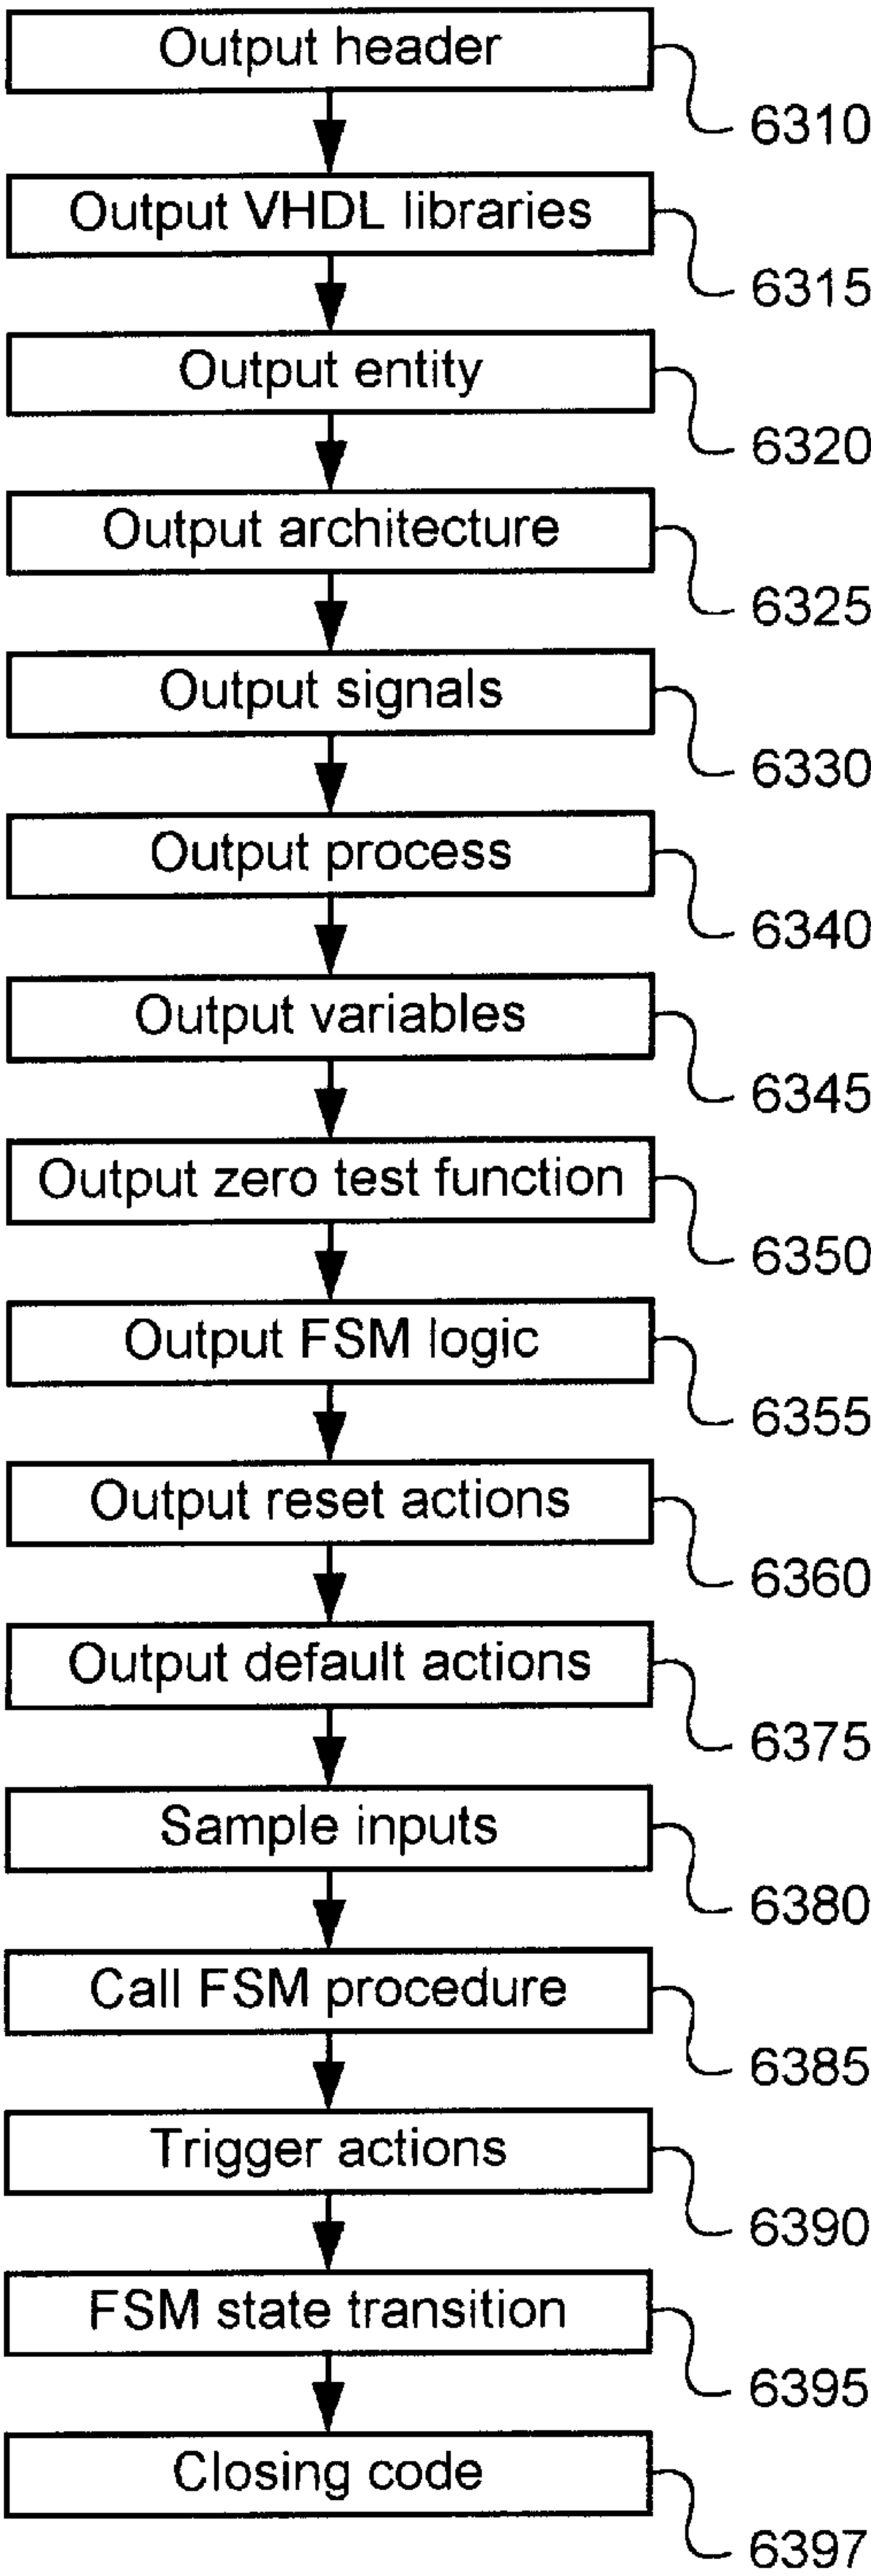 Output header
6310
Output VHDL libraries
6315
Output entity
6320
Output architecture
6325
Output signals
6330
Output process
6340
Output variables
6345
Output zero test function
6350
Output FSM logic
6355
Output reset actions
6360
Output default actions
6375
Sample inputs
6380
Call FSM procedure
6385
Trigger actions
6390
FSM state transition
6395
Closing code
6397